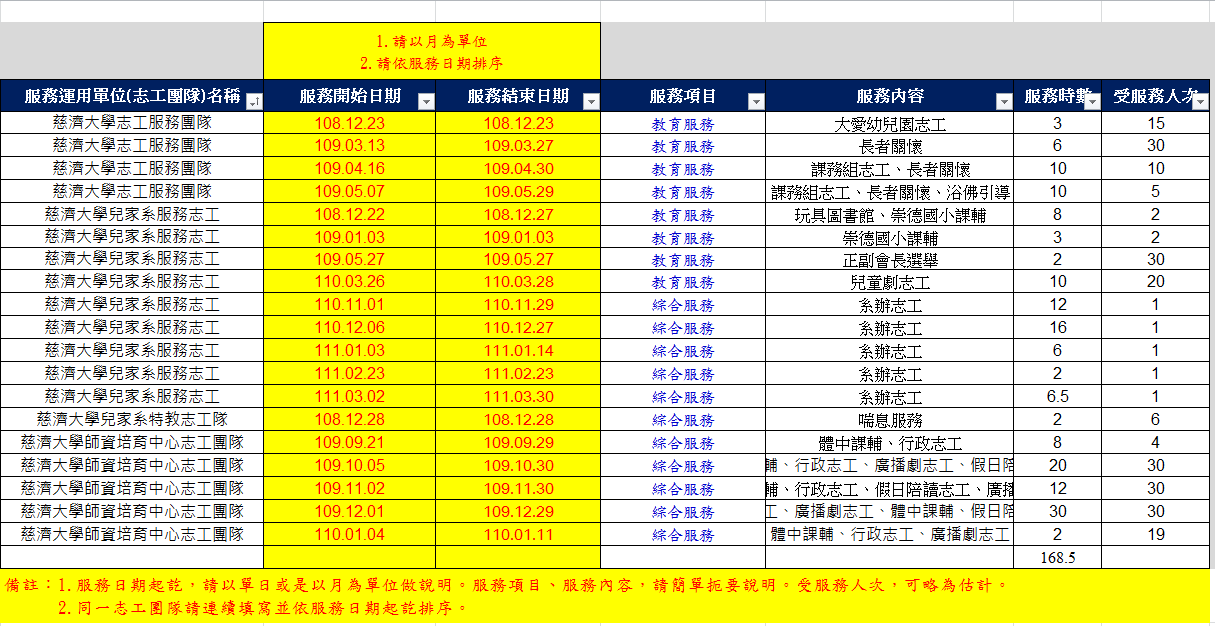 1.請以月為單位
2.請依服務日期排序
服務運用單位(志工團隊)名稱 服務開始日期 服務結束日期 服務項目 服務內容 服務時數 受服務人次
慈濟大學志工服務團隊 108.12.23 108.12.23 教育服務 大愛幼兒園志工 3 15
慈濟大學志工服務團隊 109.03.13 109.03.27 教育服務 長者關懷 6 30
慈濟大學志工服務團隊 109.04.16 109.04.30 教育服務 課務組志工、長者關懷 10 10
慈濟大學志工服務團隊 109.05.07 109.05.29 教育服務 課務組志工、長者關懷、浴佛引導 10 5
慈濟大學兒家系服務志工 108.12.22 108.12.27 教育服務 玩具圖書館、崇德國小課輔 8 2
慈濟大學兒家系服務志工 109.01.03 109.01.03 教育服務 崇德國小課輔 3 2
慈濟大學兒家系服務志工 109.05.27 109.05.27 教育服務 正副會長選舉 2 30
慈濟大學兒家系服務志工 110.03.26 110.03.28 教育服務 兒童劇志工 10 20
慈濟大學兒家系服務志工 110.11.01 110.11.29 綜合服務 系辦志工 12 1
慈濟大學兒家系服務志工 110.12.06 110.12.27 綜合服務 系辦志工 16 1
慈濟大學兒家系服務志工 111.01.03 111.01.14 綜合服務 系辦志工 6 1
慈濟大學兒家系服務志工 111.02.23 111.02.23 綜合服務 系辦志工 2 1
慈濟大學兒家系服務志工 111.03.02 111.03.30 綜合服務 系辦志工 6.5 1
慈濟大學兒家系特教志工隊 108.12.28 108.12.28 綜合服務 喘息服務 2 6
慈濟大學師資培育中心志工團隊 109.09.21 109.09.29 綜合服務 體中課輔、行政志工 8 4
慈濟大學師資培育中心志工團隊 109.10.05 109.10.30 綜合服務 輔、行政志工、廣播劇志工、假日陪 20 30
慈濟大學師資培育中心志工團隊 109.11.02 109.11.30 綜合服務 輔、行政志工、假日陪讀志工、廣播 12 30
慈濟大學師資培育中心志工團隊 109.12.01 109.12.29 綜合服務 工、廣播劇志工、體中課輔、假日陪 30 30
慈濟大學師資培育中心志工團隊 110.01.04 110.01.11 綜合服務 體中課輔、行政志工、廣播劇志工 2 19
168.5
備註：1.服務日期起訖，請以單日或是以月為單位做說明。服務項目、服務內容，請簡單扼要說明。受服務人次，可略為估計。
2.同一志工團隊請連續填寫並依服務日期起訖排序。